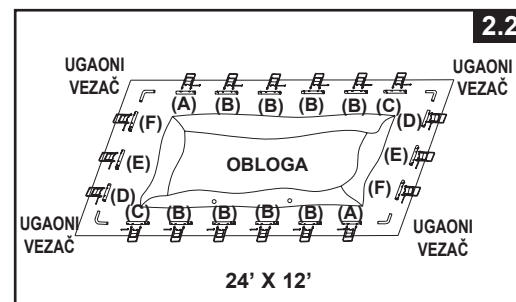 2.2
UGAONI
VEZAČ
UGAONI
VEZAČ
(A) (B) (B) (B) (B) (C)
(F) (D)
(E) (E)
OBLOGA
(D) (F)
(C) (B) (B) (B) (B) (A)
UGAONI
VEZAČ
UGAONI
VEZAČ
24’ X 12’